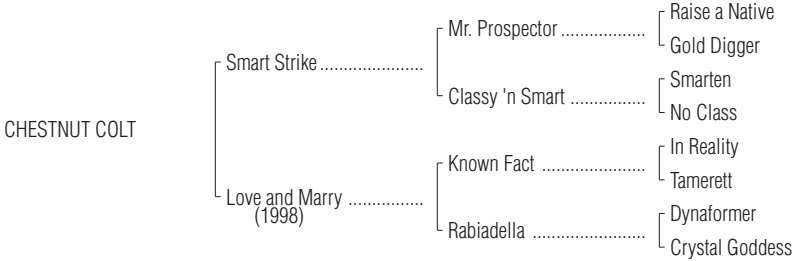 Raise a Native
Mr. Prospector ..................
Gold Digger
Smart Strike ......................
Smarten
Classy 'n Smart ................
No Class
CHESTNUT COLT
In Reality
Known Fact ......................
Tamerett
Love and Marry ................
(1998)
Dynaformer
Rabiadella ........................
Crystal Goddess